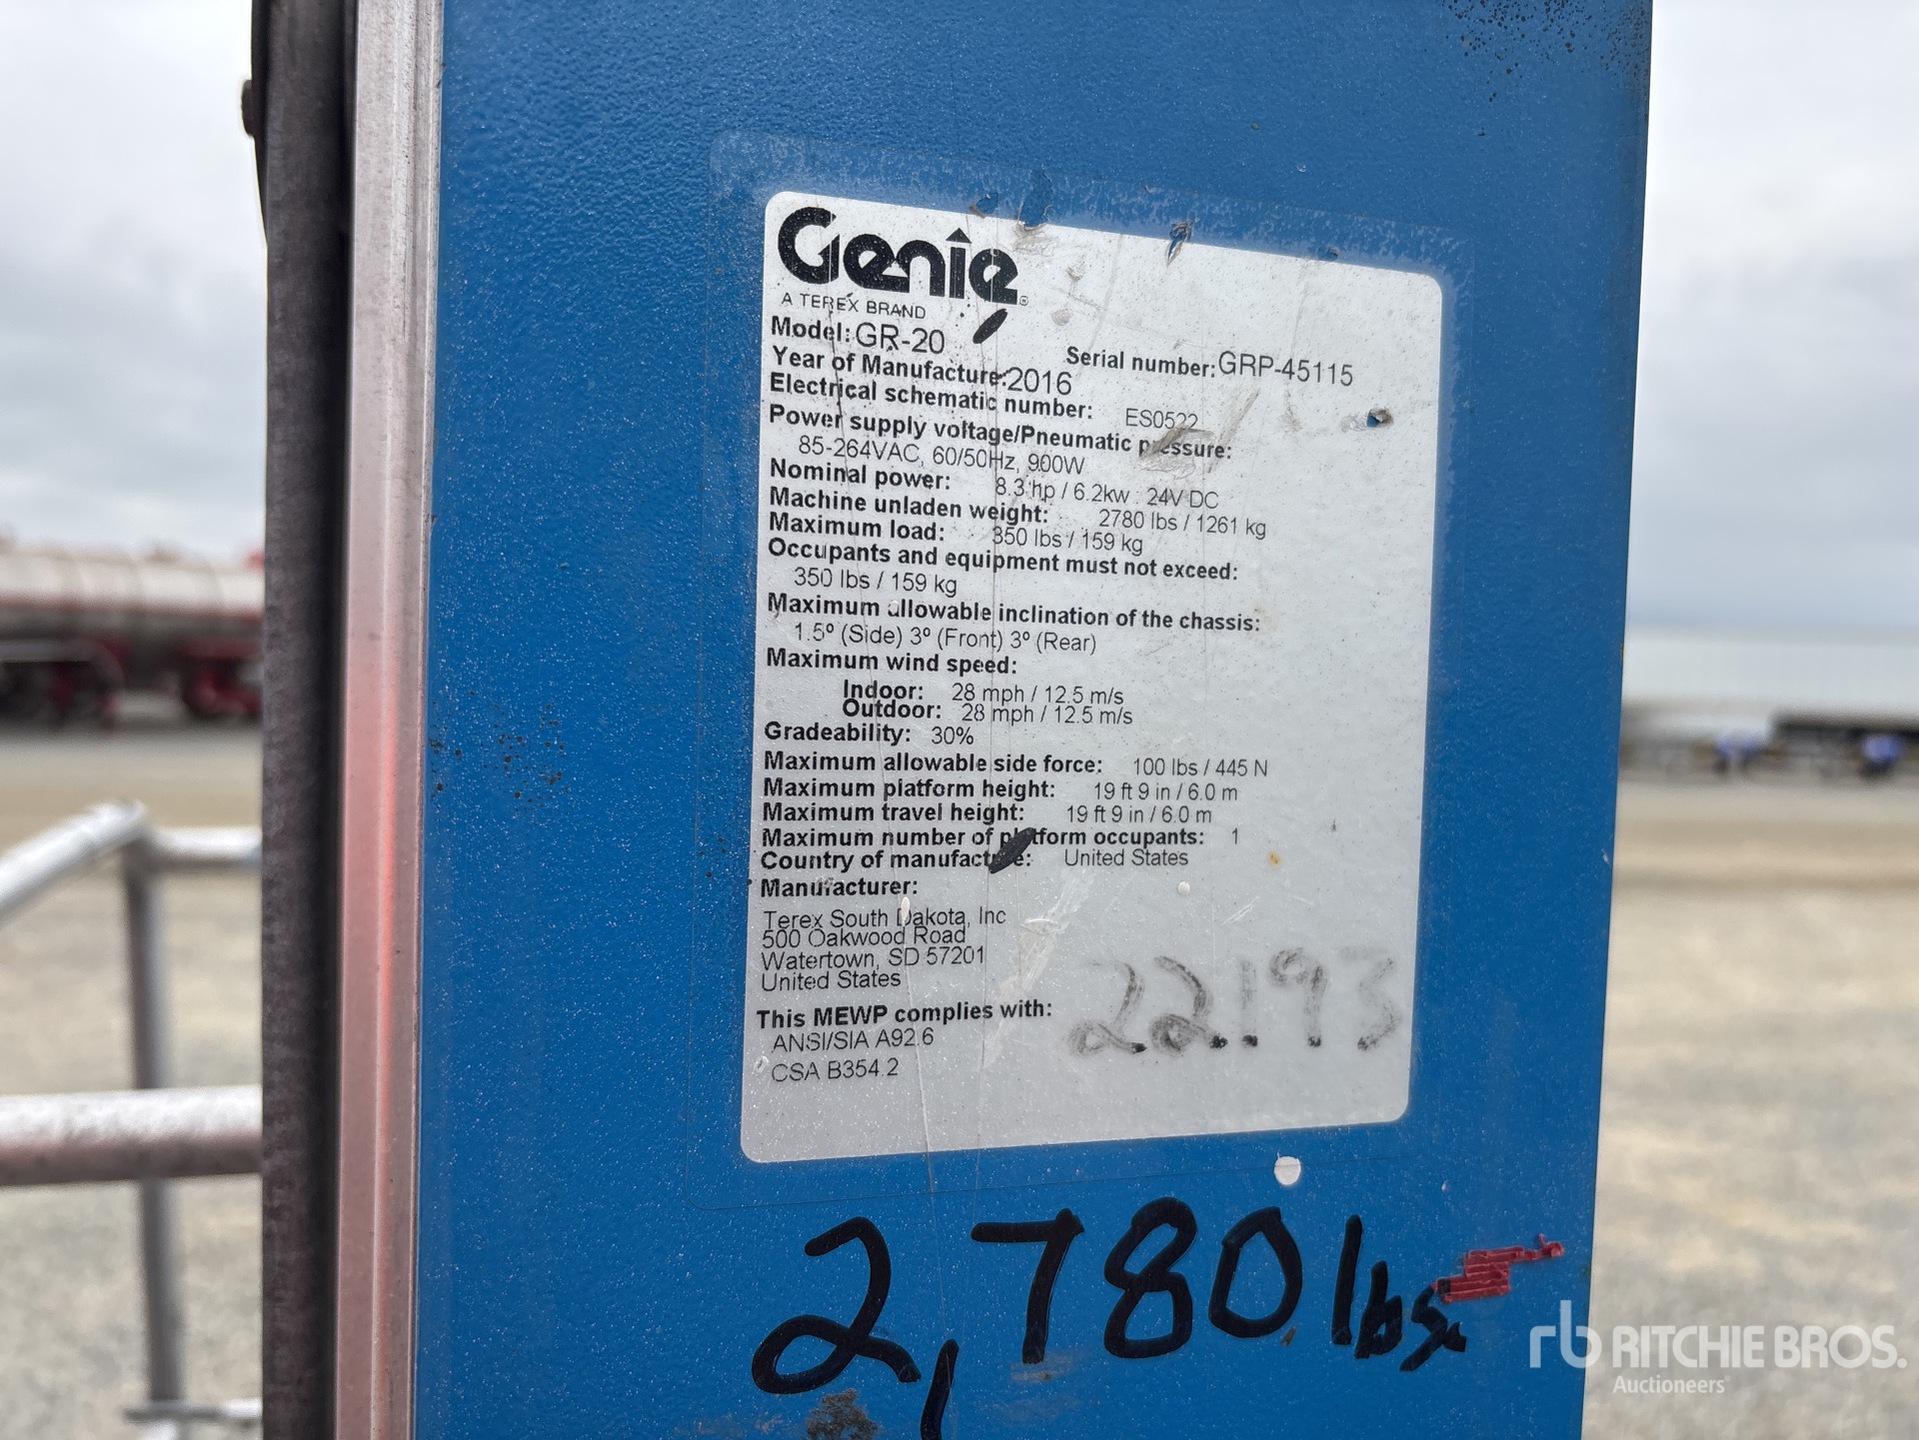 Genie®
A TEREX BRAND
Model: GR-20
Serial number: GRP-45115
Year of Manufacture: 2016
Electrical schematic number: ES0522
Power supply voltage/Pneumatic pressure:
85-264VAC, 60/50Hz, 900W
Nominal power: 8.3 hp / 6.2kw : 24V DC
Machine unladen weight: 2780 lbs / 1261 kg
Maximum load: 350 lbs / 159 kg
Occupants and equipment must not exceed:
350 lbs / 159 kg
Maximum allowable inclination of the chassis:
1.5º (Side) 3º (Front) 3º (Rear)
Maximum wind speed:
Indoor: 28 mph / 12.5 m/s
Outdoor: 28 mph / 12.5 m/s
Gradeability: 30%
Maximum allowable side force: 100 lbs / 445 N
Maximum platform height: 19 ft 9 in / 6.0 m
Maximum travel height: 19 ft 9 in / 6.0 m
Maximum number of platform occupants: 1
Country of manufacture: United States
Manufacturer:
Terex South Dakota, Inc
500 Oakwood Road
Watertown, SD 57201
United States
This MEWP complies with:
ANSI/SIA A92.6
CSA B354.2
22.193
2,780 lbs.
rb RITCHIE BROS.
Auctioneers